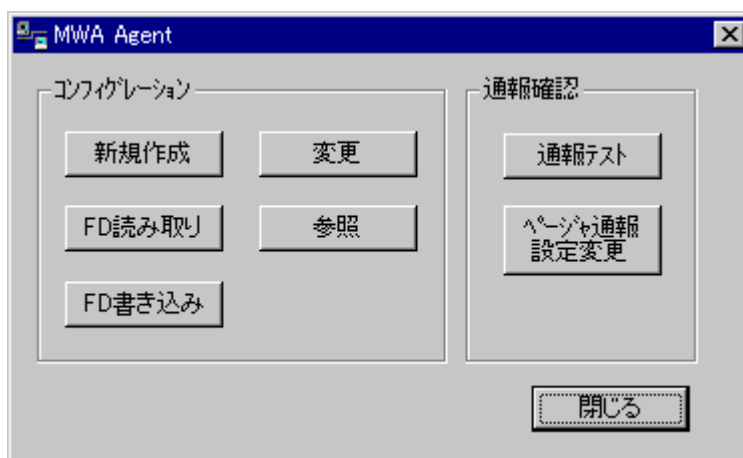 MWA Agent
ｺﾝﾌｨｸﾞﾚｰｼｮﾝ
新規作成
変更
FD読み取り
参照
FD書き込み
通報確認
通報ﾃｽﾄ
ﾍﾟｰｼﾞｬ通報
設定変更
閉じる